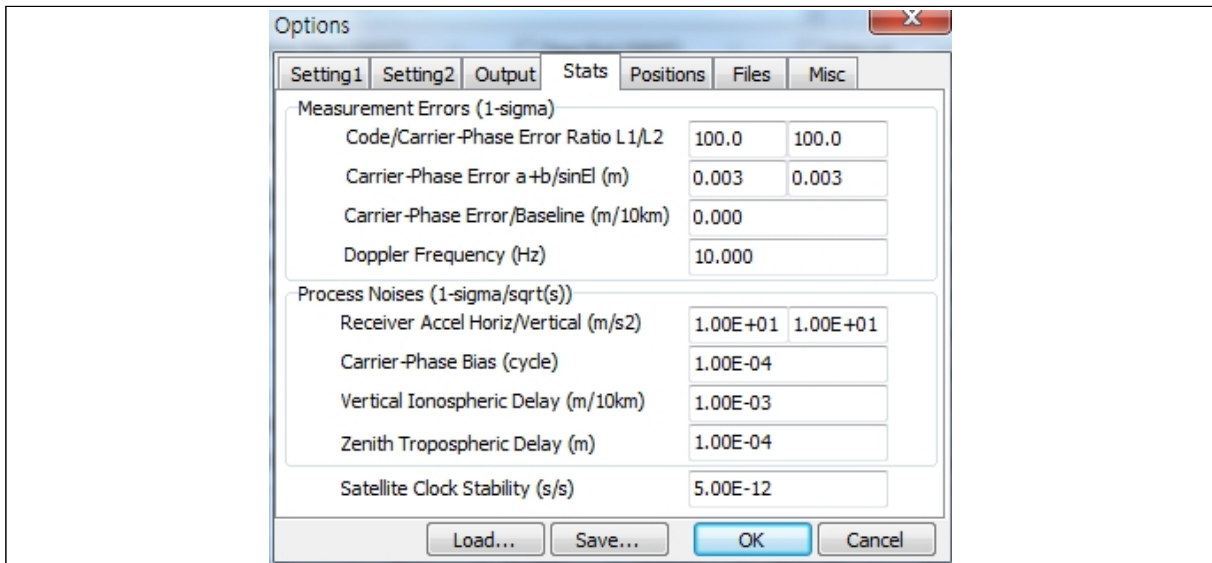 Options
Setting1 Setting2 Output Stats Positions Files Misc
Measurement Errors (1-sigma)
Code/Carrier-Phase Error Ratio L1/L2 100.0 100.0
Carrier-Phase Error a+b/sinEl (m) 0.003 0.003
Carrier-Phase Error/Baseline (m/10km) 0.000
Doppler Frequency (Hz) 10.000
Process Noises (1-sigma/sqrt(s))
Receiver Accel Horiz/Vertical (m/s2) 1.00E+01 1.00E+01
Carrier-Phase Bias (cycle) 1.00E-04
Vertical Ionospheric Delay (m/10km) 1.00E-03
Zenith Tropospheric Delay (m) 1.00E-04
Satellite Clock Stability (s/s) 5.00E-12
Load... Save... OK Cancel